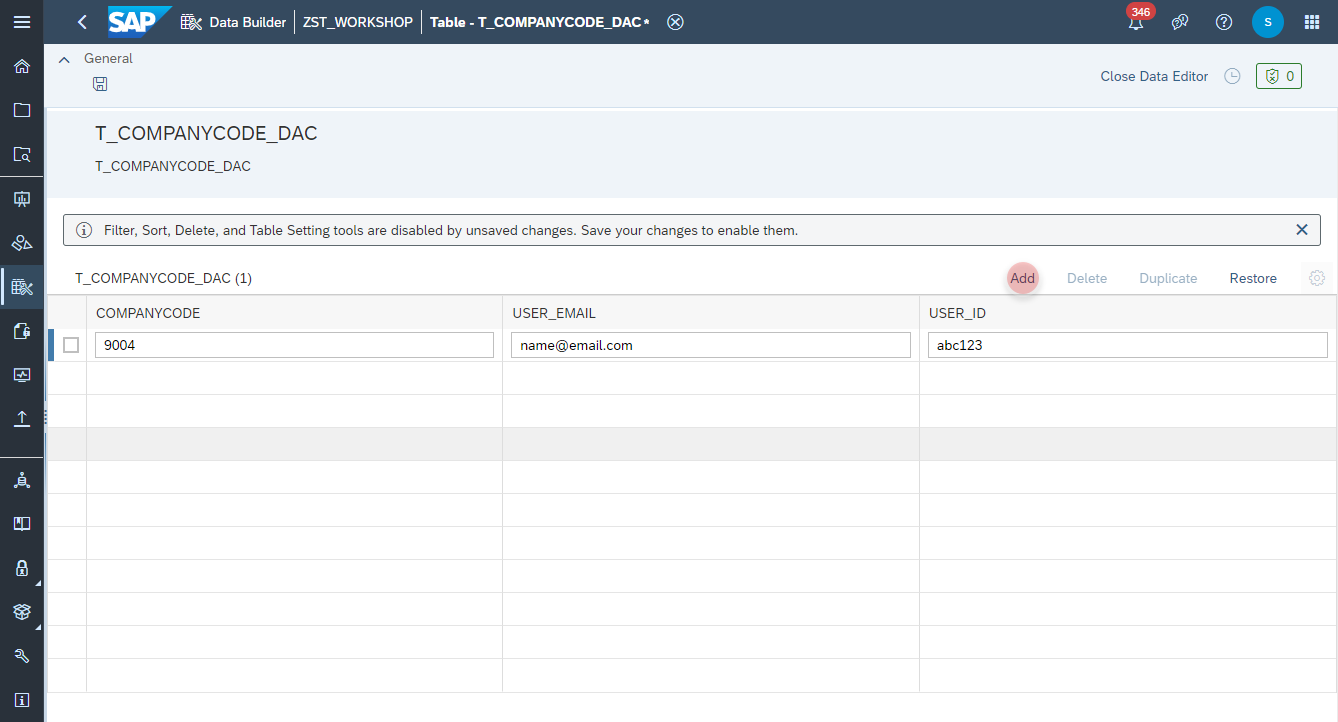 SAP Data Builder ZST_WORKSHOP Table - T_COMPANYCODE_DAC * 346 S
General
Close Data Editor 0
T_COMPANYCODE_DAC
T_COMPANYCODE_DAC
Filter, Sort, Delete, and Table Setting tools are disabled by unsaved changes. Save your changes to enable them.
T_COMPANYCODE_DAC (1) Add Delete Duplicate Restore
COMPANYCODE USER_EMAIL USER_ID
9004 name@email.com abc123